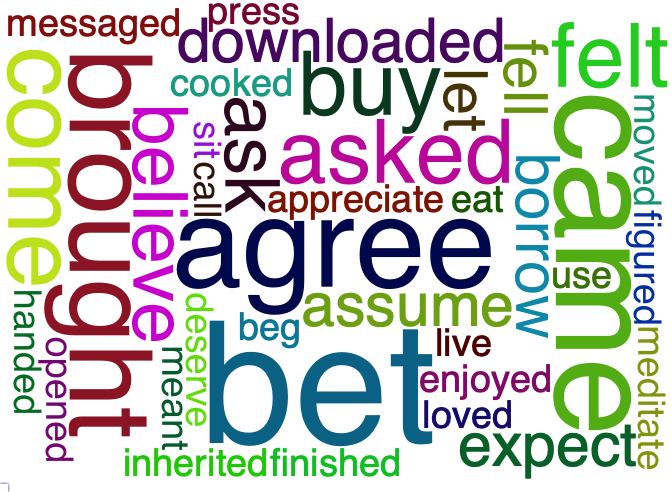 messaged
press
downloaded
cooked
buy
let
fell
felt
come
brought
believe
sit
call
ask
asked
appreciate
eat
borrow
came
moved
figured
agree
use
assume
handed
opened
meant
deserve
beg
bet
live
enjoyed
loved
expect
meditate
inherited
finished